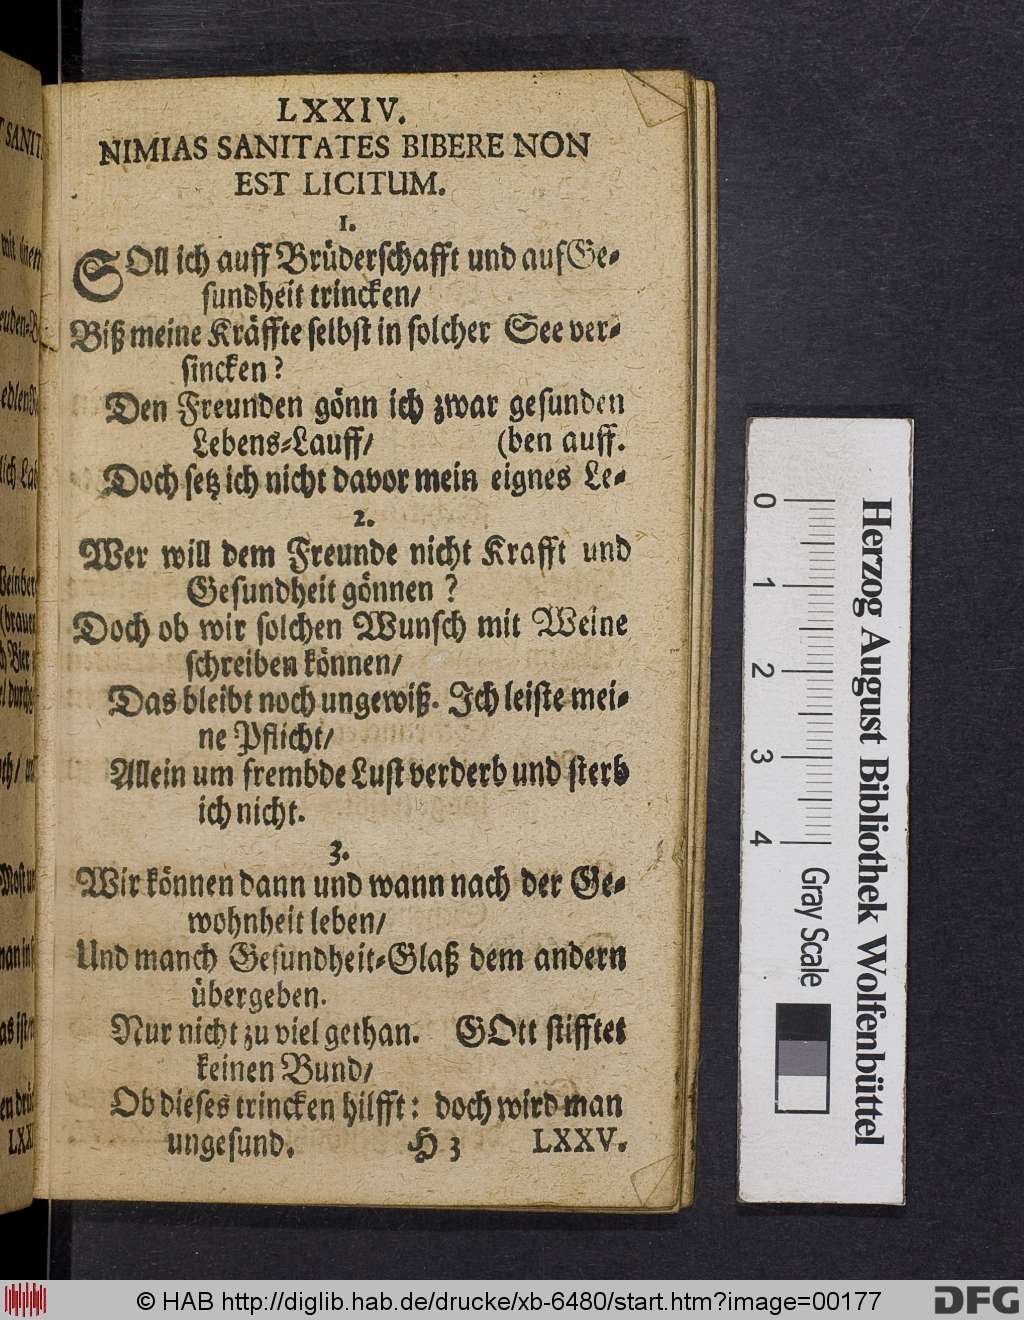 LXXIV.
NIMIAS SANITATES BIBERE NON
EST LICITUM.
1.
SOll ich auff Brüderschafft und auf Ge-
sundheit trincken/
Biß meine Kräffte selbst in solcher See ver-
sincken?
Den Freunden gönn ich zwar gesunden
Lebens-Lauff/ (ben auff.
Doch setz ich nicht davor mein eignes Le-
2.
Wer will dem Freunde nicht Krafft und
Gesundheit gönnen?
Doch ob wir solchen Wunsch mit Weine
schreiben können/
Das bleibt noch ungewiß. Ich leiste mei-
ne Pflicht/
Allein um frembde Lust verderb und sterb
ich nicht.
3.
Wir können dann und wann nach der Ge-
wohnheit leben/
Und manch Gesundheit-Glaß dem andern
übergeben.
Nur nicht zu viel gethan. GOtt stifftet
keinen Bund/
Ob dieses trincken hilfft: doch wird man
ungesund. H 3 LXXV.
0 1 2 3 4 Gray Scale
Herzog August Bibliothek Wolfenbüttel
© HAB http://diglib.hab.de/drucke/xb-6480/start.htm?image=00177
DFG